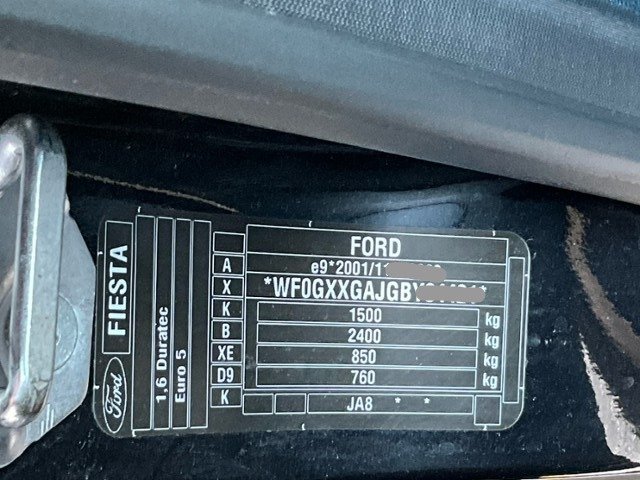 FORD
e9*2001/11
*WF0GXXGAJGB
1500 kg
2400 kg
850 kg
760 kg
JA8 * *
A
X
K
B
XE
D9
K
FIESTA
1,6 Duratec
Euro 5
Ford